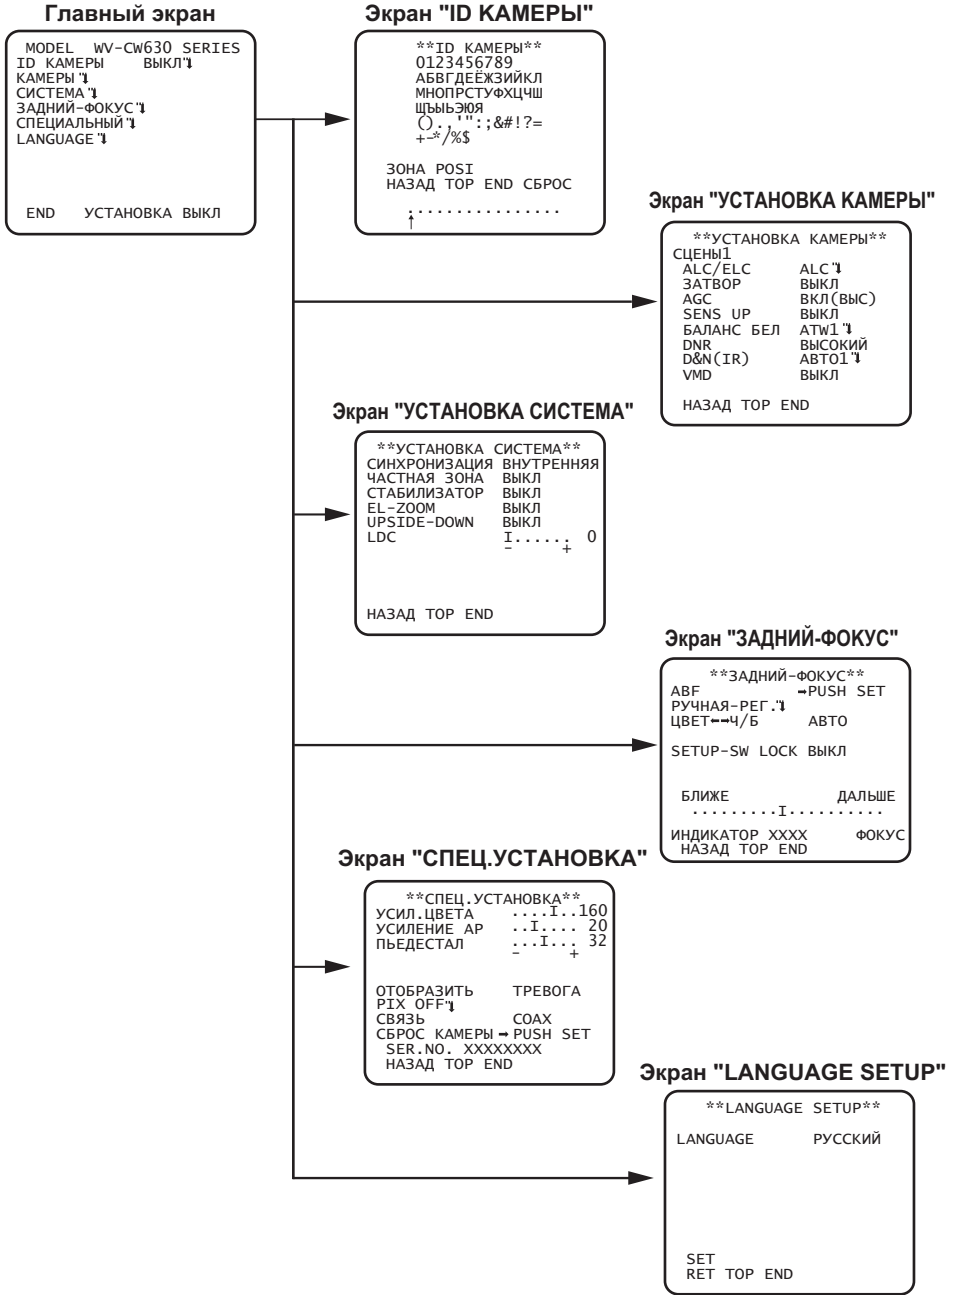 Главный экран
MODEL WV-CW630 SERIES
ID КАМЕРЫ ВЫКЛ
КАМЕРЫ
СИСТЕМА
ЗАДНИЙ-ФОКУС
СПЕЦИАЛЬНЫЙ
LANGUAGE
END УСТАНОВКА ВЫКЛ
Экран "ID КАМЕРЫ"
**ID КАМЕРЫ**
0123456789
АБВГДЕЁЖЗИЙКЛ
МНОПРСТУФХЦЧШ
ЩЪЫЬЭЮЯ
().,'":;&#!?=
+-*/%$
ЗОНА POSI
НАЗАД TOP END СБРОС
................
↑
Экран "УСТАНОВКА КАМЕРЫ"
**УСТАНОВКА КАМЕРЫ**
СЦЕНЫ1
ALC/ELC ALC
ЗАТВОР ВЫКЛ
AGC ВКЛ(ВЫС)
SENS UP ВЫКЛ
БАЛАНС БЕЛ ATW1
DNR ВЫСОКИЙ
D&N(IR) АВТО1
VMD ВЫКЛ
НАЗАД TOP END
Экран "УСТАНОВКА СИСТЕМА"
**УСТАНОВКА СИСТЕМА**
СИНХРОНИЗАЦИЯ ВНУТРЕННЯЯ
ЧАСТНАЯ ЗОНА ВЫКЛ
СТАБИЛИЗАТОР ВЫКЛ
EL-ZOOM ВЫКЛ
UPSIDE-DOWN ВЫКЛ
LDC I...... 0
- +
НАЗАД TOP END
Экран "ЗАДНИЙ-ФОКУС"
**ЗАДНИЙ-ФОКУС**
ABF →PUSH SET
РУЧНАЯ-РЕГ.
ЦВЕТ←→Ч/Б АВТО
SETUP-SW LOCK ВЫКЛ
БЛИЖЕ ДАЛЬШЕ
.........I..........
ИНДИКАТОР XXXX ФОКУС
НАЗАД TOP END
Экран "СПЕЦ.УСТАНОВКА"
**СПЕЦ.УСТАНОВКА**
УСИЛ.ЦВЕТА ....I..160
УСИЛЕНИЕ AP ..I.... 20
ПЬЕДЕСТАЛ ...I... 32
- +
ОТОБРАЗИТЬ ТРЕВОГА
PIX OFF
СВЯЗЬ COAX
СБРОС КАМЕРЫ → PUSH SET
SER.NO. XXXXXXXX
НАЗАД TOP END
Экран "LANGUAGE SETUP"
**LANGUAGE SETUP**
LANGUAGE РУССКИЙ
SET
RET TOP END